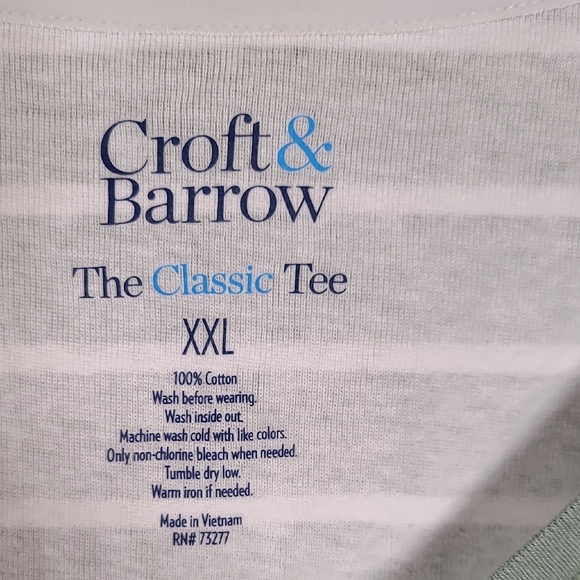 Croft&
Barrow
The Classic Tee
XXL
100% Cotton
Wash before wearing.
Wash inside out.
Machine wash cold with like colors.
Only non-chlorine bleach when needed.
Tumble dry low.
Warm iron if needed.
Made in Vietnam
RN# 73277